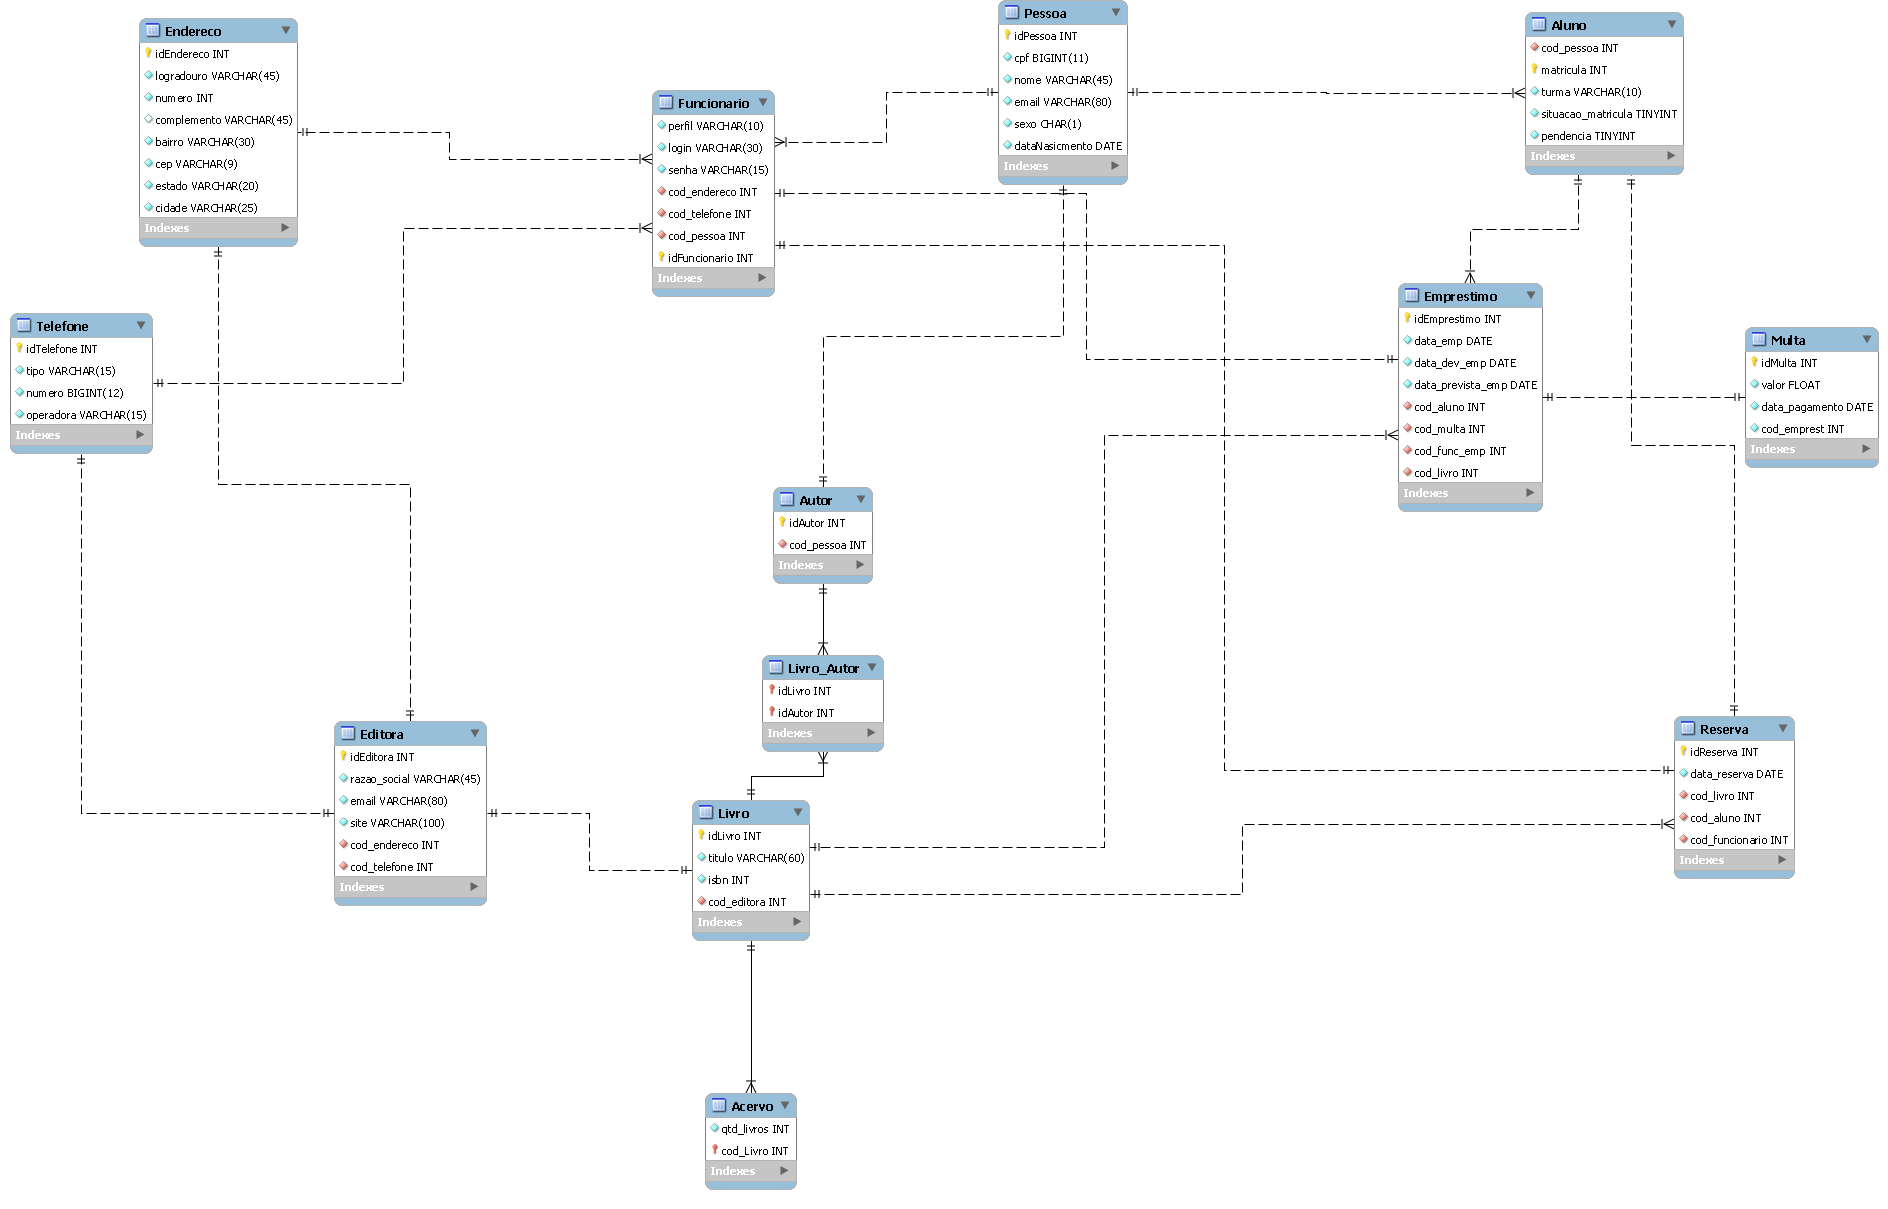 Endereco
idEndereco INT
logradouro VARCHAR(45)
numero INT
complemento VARCHAR(45)
bairro VARCHAR(30)
cep VARCHAR(9)
estado VARCHAR(20)
cidade VARCHAR(25)
Indexes
Funcionario
perfil VARCHAR(10)
login VARCHAR(30)
senha VARCHAR(15)
cod_endereco INT
cod_telefone INT
cod_pessoa INT
idFuncionario INT
Indexes
Pessoa
idPessoa INT
cpf BIGINT(11)
nome VARCHAR(45)
email VARCHAR(80)
sexo CHAR(1)
dataNasicmento DATE
Indexes
Aluno
cod_pessoa INT
matricula INT
turma VARCHAR(10)
situacao_matricula TINYINT
pendencia TINYINT
Indexes
Telefone
idTelefone INT
tipo VARCHAR(15)
numero BIGINT(12)
operadora VARCHAR(15)
Indexes
Emprestimo
idEmprestimo INT
data_emp DATE
data_dev_emp DATE
data_prevista_emp DATE
cod_aluno INT
cod_multa INT
cod_func_emp INT
cod_livro INT
Indexes
Multa
idMulta INT
valor FLOAT
data_pagamento DATE
cod_emprest INT
Indexes
Autor
idAutor INT
cod_pessoa INT
Indexes
Livro_Autor
idLivro INT
idAutor INT
Indexes
Editora
idEditora INT
razao_social VARCHAR(45)
email VARCHAR(80)
site VARCHAR(100)
cod_endereco INT
cod_telefone INT
Indexes
Livro
idLivro INT
titulo VARCHAR(60)
isbn INT
cod_editora INT
Indexes
Reserva
idReserva INT
data_reserva DATE
cod_livro INT
cod_aluno INT
cod_funcionario INT
Indexes
Acervo
qtd_livros INT
cod_Livro INT
Indexes